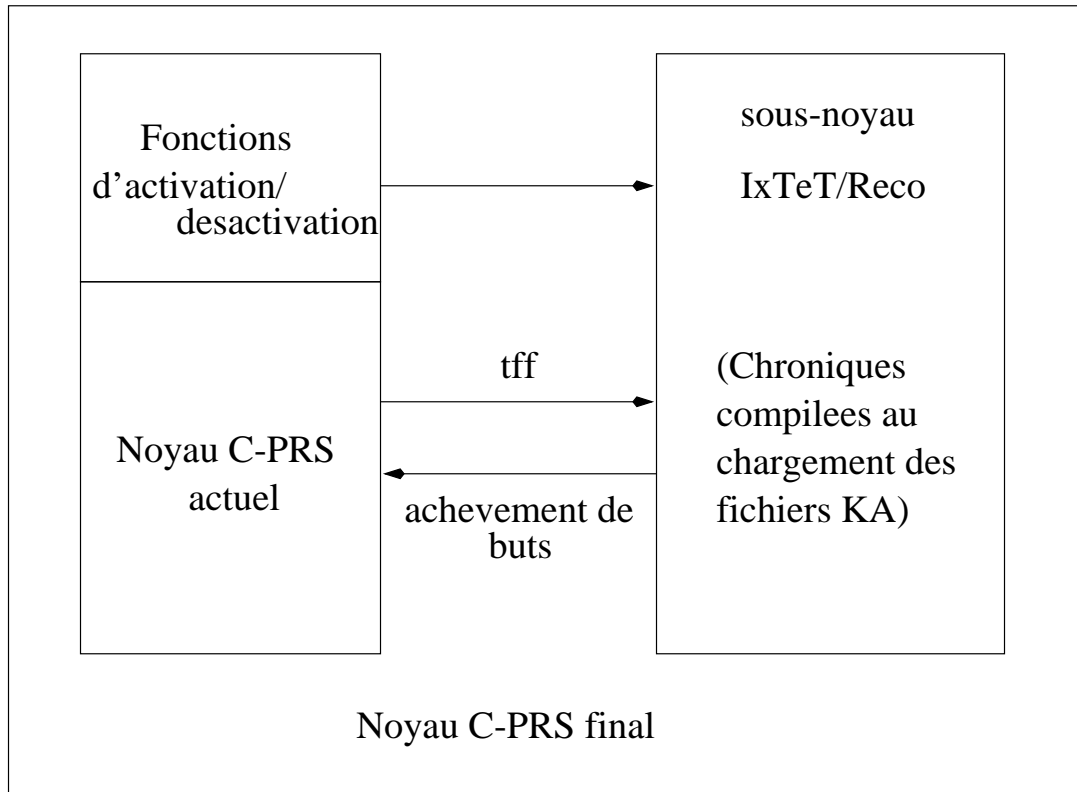 Fonctions
d'activation/
desactivation
Noyau C-PRS
actuel
tff
achevement de
buts
sous-noyau
IxTeT/Reco
(Chroniques
compilees au
chargement des
fichiers KA)
Noyau C-PRS final